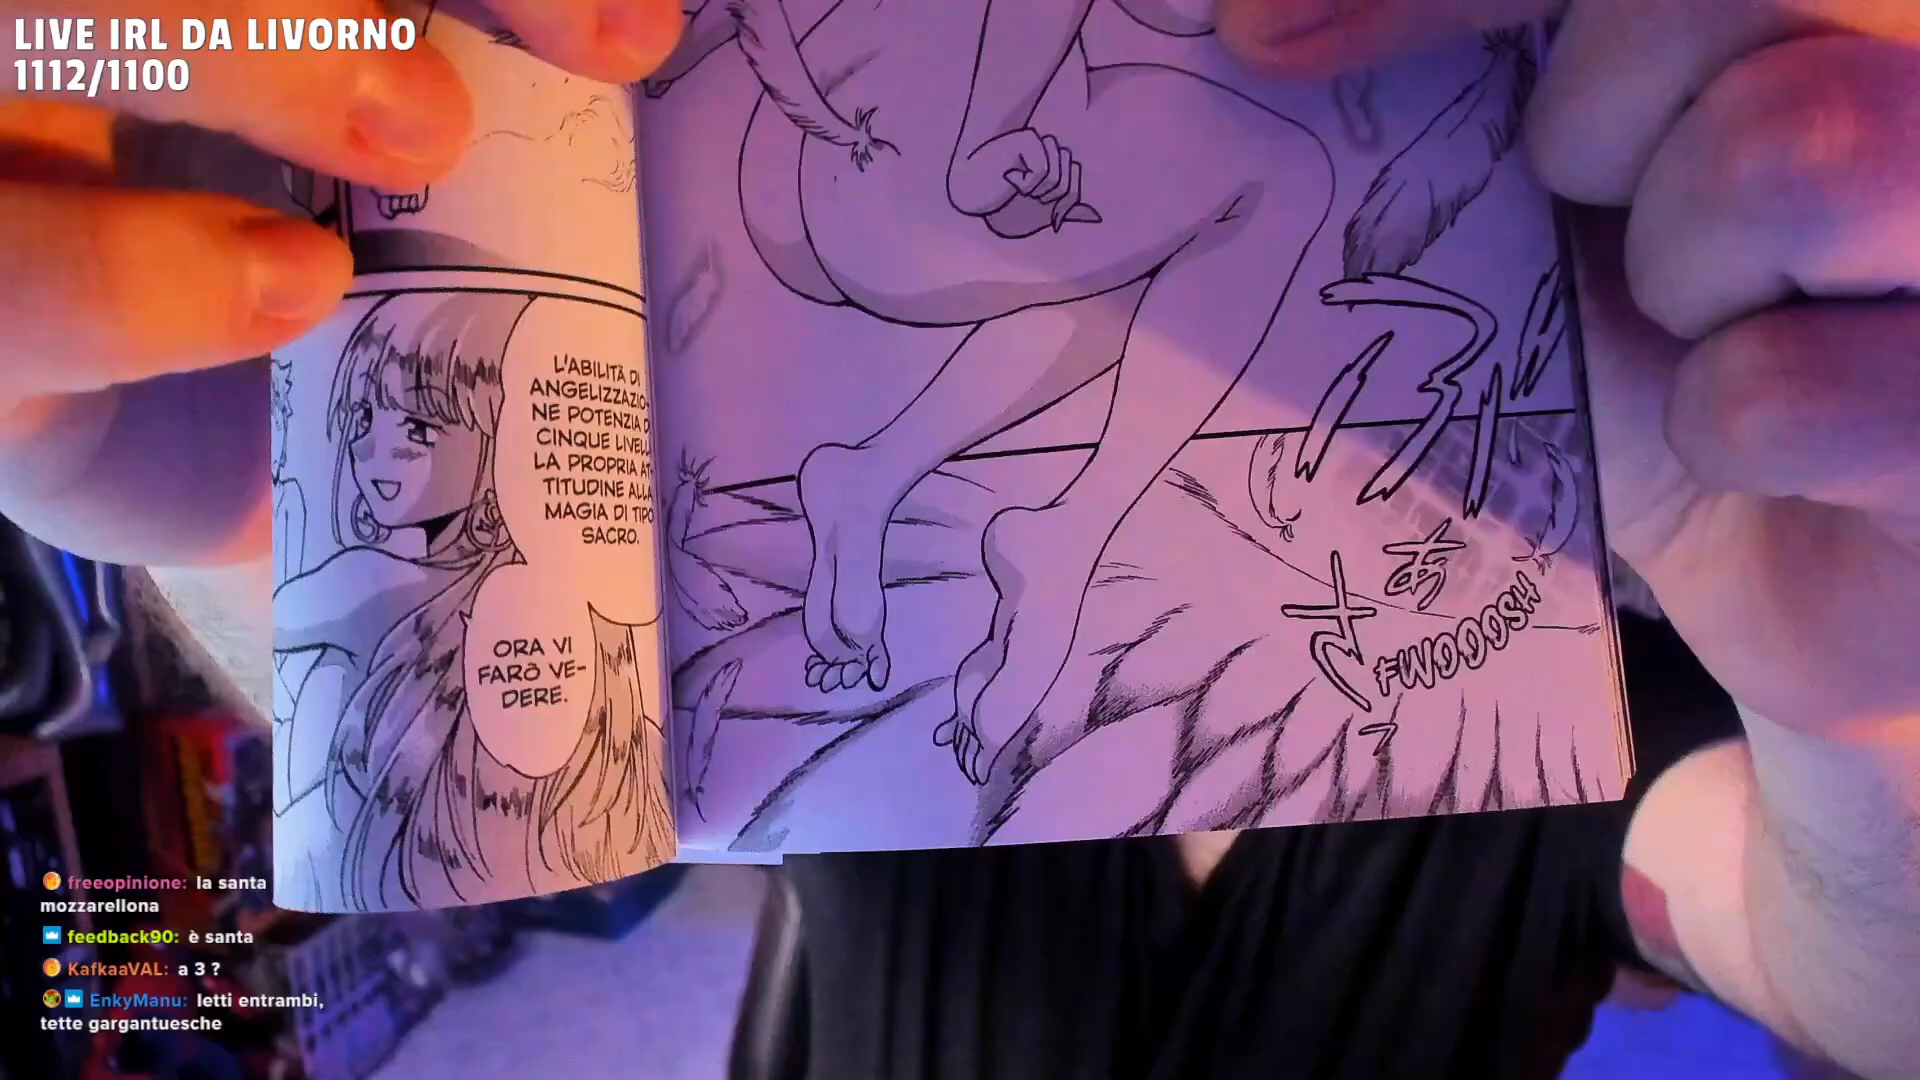 LIVE IRL DA LIVORNO
1112/1100
L'ABILITÀ DI
ANGELIZZAZIO-
NE POTENZIA
CINQUE LIVELLI
LA PROPRIA AT-
TITUDINE ALLA
MAGIA DI TIPO
SACRO.
ORA VI
FARÒ VE-
DERE.
FWOOOSH
freeopinione: la santa
mozzarellona
feedback90: è santa
KafkaaVAL: a 3 ?
EnkyManu: letti entrambi,
tette gargantuesche